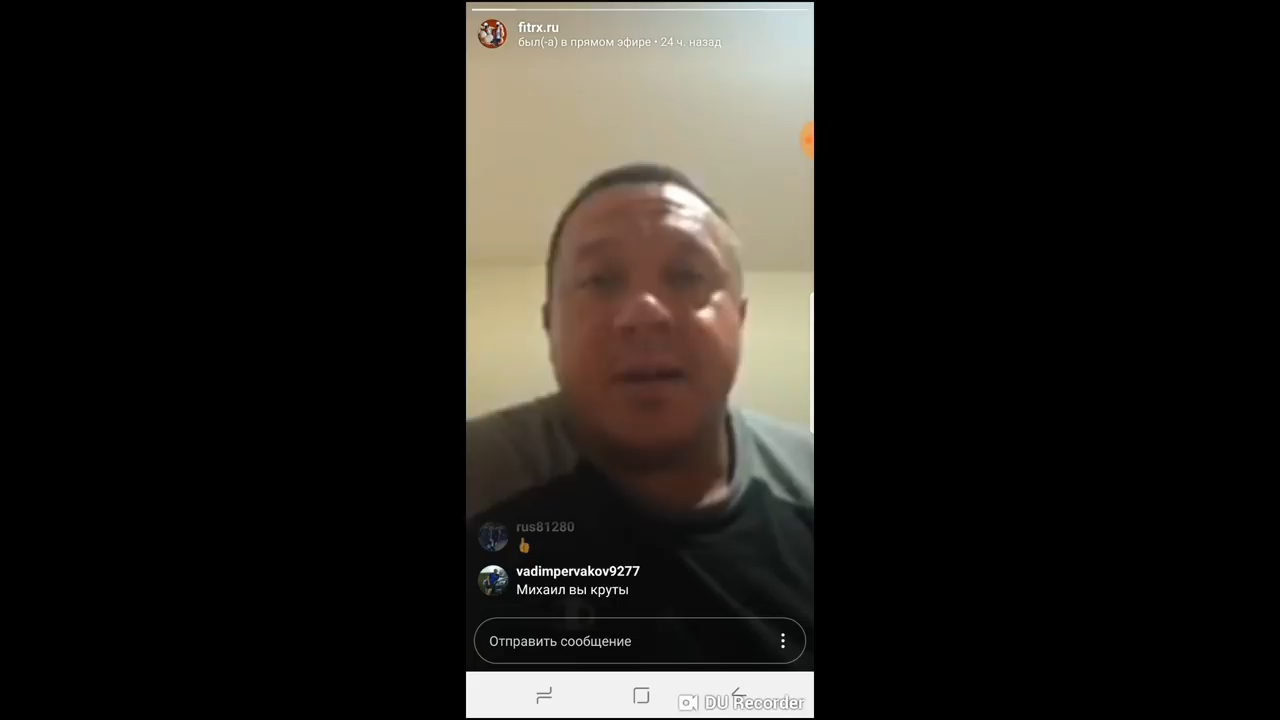 fitrx.ru
был(-а) в прямом эфире • 24 ч. назад
rus81280
vadimpervakov9277
Михаил вы круты
Отправить сообщение
DU Recorder